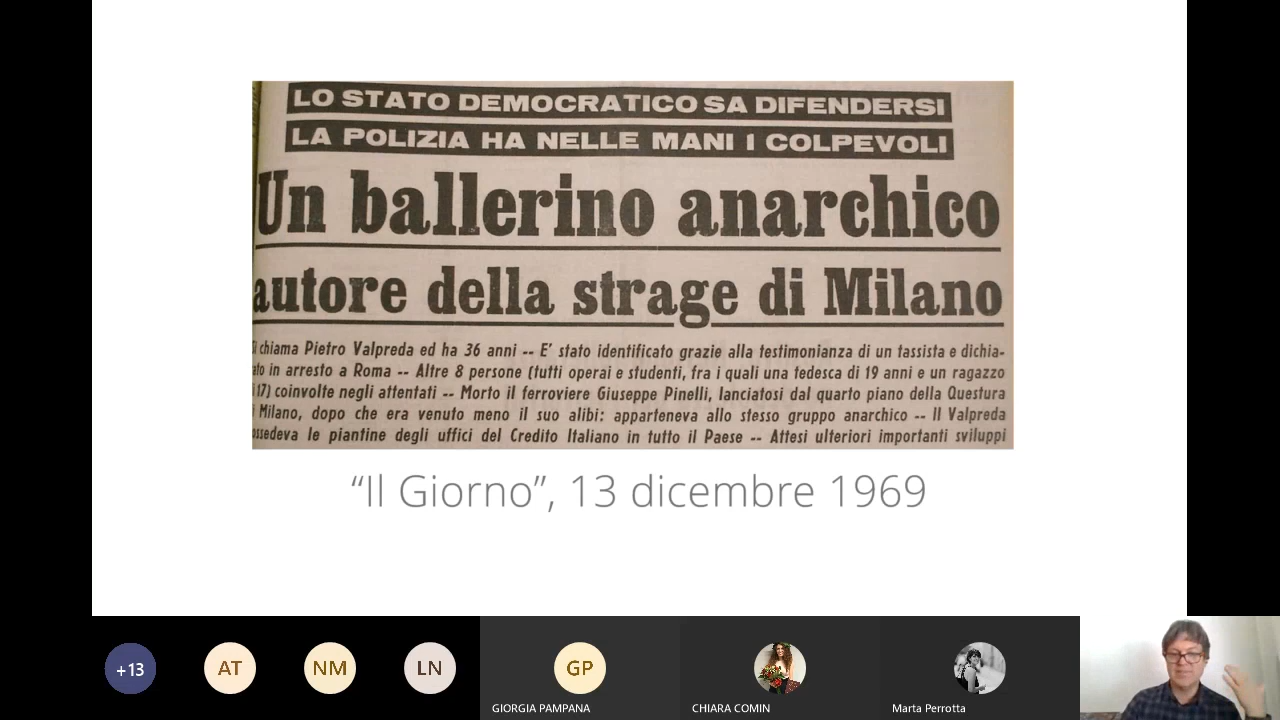 LO STATO DEMOCRATICO SA DIFENDERSI
LA POLIZIA HA NELLE MANI I COLPEVOLI
Un ballerino anarchico
autore della strage di Milano
chiama Pietro Valpreda ed ha 36 anni -- E' stato identificato grazie alla testimonianza di un tassista e dichia-
in arresto a Roma -- Altre 8 persone (tutti operai e studenti, fra i quali una tedesca di 19 anni e un ragazzo
17) coinvolte negli attentati -- Morto il ferroviere Giuseppe Pinelli, lanciatosi dal quarto piano della Questura
Milano, dopo che era venuto meno il suo alibi: apparteneva allo stesso gruppo anarchico -- Il Valpreda
ossedeva le piantine degli uffici del Credito Italiano in tutto il Paese -- Attesi ulteriori importanti sviluppi
“Il Giorno”, 13 dicembre 1969
+13
AT
NM
LN
GP
GIORGIA PAMPANA
CHIARA COMIN
Marta Perrotta